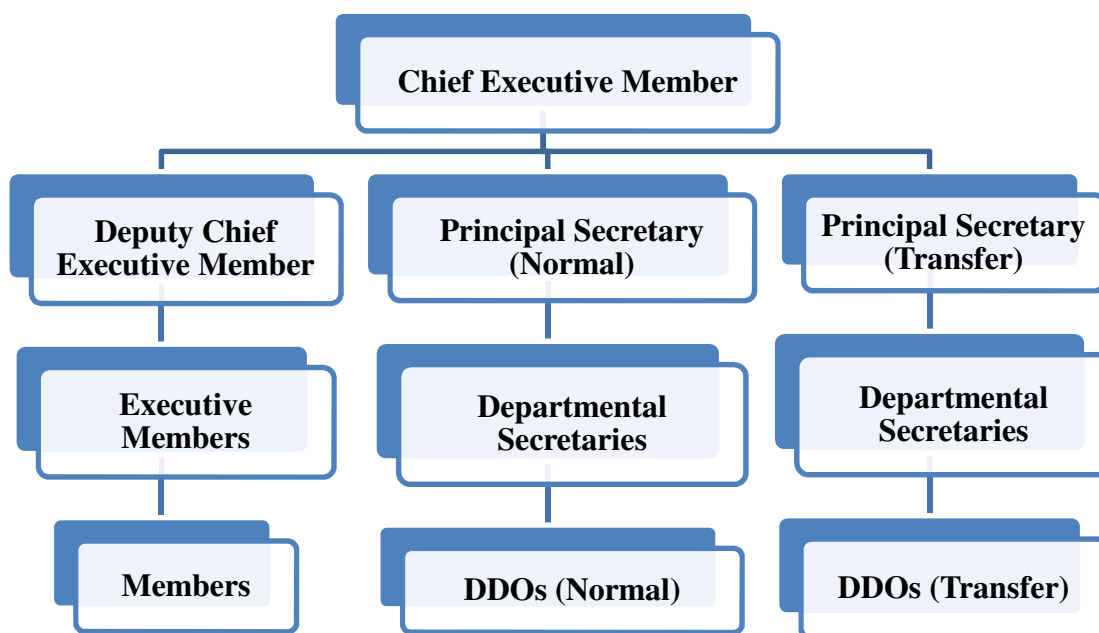 Chief Executive Member
Deputy Chief
Executive Member
Principal Secretary
(Normal)
Principal Secretary
(Transfer)
Executive
Members
Departmental
Secretaries
Departmental
Secretaries
Members
DDOs (Normal)
DDOs (Transfer)